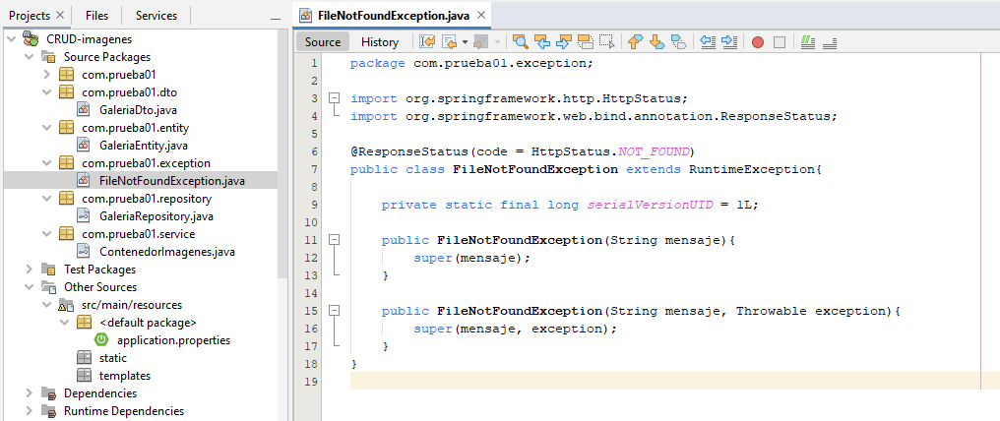 Projects
Files
Services
CRUD-imagenes
Source Packages
com.prueba01
com.prueba01.dto
GaleriaDto.java
com.prueba01.entity
GaleriaEntity.java
com.prueba01.exception
FileNotFoundException.java
com.prueba01.repository
GaleriaRepository.java
com.prueba01.service
ContenedorImagenes.java
Test Packages
Other Sources
src/main/resources
<default package>
application.properties
static
templates
Dependencies
Runtime Dependencies
FileNotFoundException.java
Source History
1 package com.prueba01.exception;
2
3 import org.springframework.http.HttpStatus;
4 import org.springframework.web.bind.annotation.ResponseStatus;
5
6 @ResponseStatus(code = HttpStatus.NOT_FOUND)
7 public class FileNotFoundException extends RuntimeException{
8
9 private static final long serialVersionUID = 1L;
10
11 public FileNotFoundException(String mensaje){
12 super(mensaje);
13 }
14
15 public FileNotFoundException(String mensaje, Throwable exception){
16 super(mensaje, exception);
17 }
18 }
19